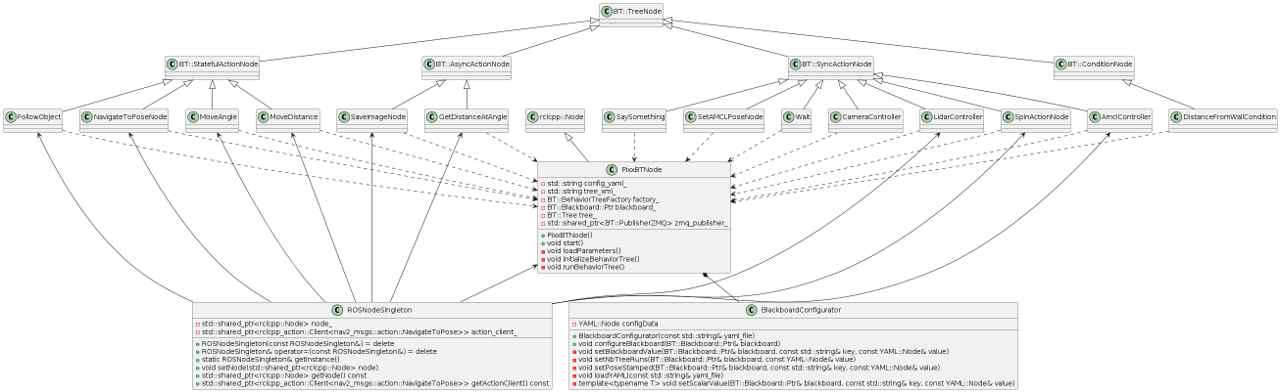 C BT::TreeNode
C BT::StatefulActionNode
C BT::AsyncActionNode
C BT::SyncActionNode
C BT::ConditionNode
C FollowObject
C NavigateToPoseNode
C MoveAngle
C MoveDistance
C SaveImageNode
C GetDistanceAtAngle
C rclcpp::Node
C SaySomething
C SetAMCLPoseNode
C Wait
C CameraController
C LidarController
C SpinActionNode
C AmclController
C DistanceFromWallCondition
C PixxBTNode
std::string config_yaml_
std::string tree_xml_
BT::BehaviorTreeFactory factory_
BT::Blackboard::Ptr blackboard_
BT::Tree tree_
std::shared_ptr<BT::PublisherZMQ> zmq_publisher_
PixxBTNode()
void start()
void loadParameters()
void initializeBehaviorTree()
void runBehaviorTree()
C ROSNodeSingleton
std::shared_ptr<rclcpp::Node> node_
std::shared_ptr<rclcpp_action::Client<nav2_msgs::action::NavigateToPose>> action_client_
ROSNodeSingleton(const ROSNodeSingleton&) = delete
ROSNodeSingleton& operator=(const ROSNodeSingleton&) = delete
static ROSNodeSingleton& getInstance()
void setNode(std::shared_ptr<rclcpp::Node> node)
std::shared_ptr<rclcpp::Node> getNode() const
std::shared_ptr<rclcpp_action::Client<nav2_msgs::action::NavigateToPose>> getActionClient() const
C BlackboardConfigurator
YAML::Node configData
BlackboardConfigurator(const std::string& yaml_file)
void configureBlackboard(BT::Blackboard::Ptr& blackboard)
void setBlackboardValue(BT::Blackboard::Ptr& blackboard, const std::string& key, const YAML::Node& value)
void setNbTreeRuns(BT::Blackboard::Ptr& blackboard, const YAML::Node& value)
void setPoseStamped(BT::Blackboard::Ptr& blackboard, const std::string& key, const YAML::Node& value)
void loadYAML(const std::string& yaml_file)
template<typename T> void setScalarValue(BT::Blackboard::Ptr& blackboard, const std::string& key, const YAML::Node& value)